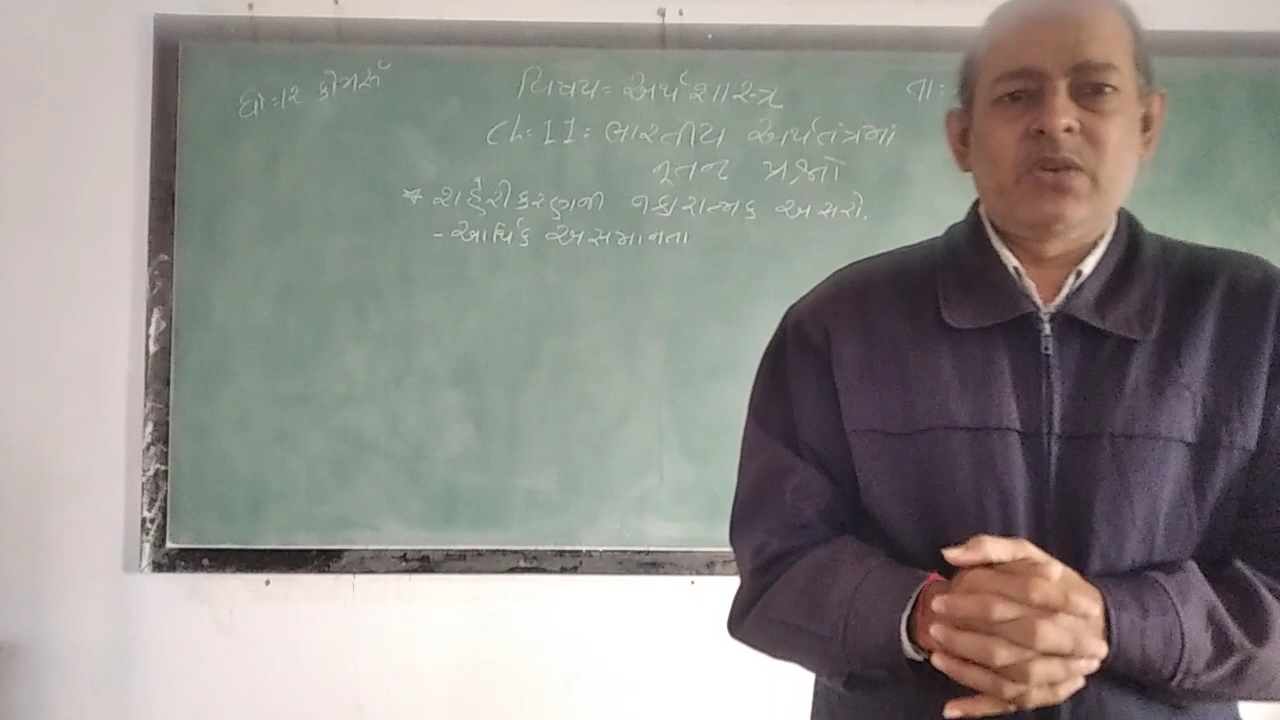 ધો:૧૨ કોમર્સ
વિષય:- અર્થશાસ્ત્ર
તા:-
Ch:11: ભારતીય અર્થતંત્રમાં
નૂતન પ્રશ્નો
* શહેરીકરણની નકારાત્મક અસરો.
- આર્થિક અસમાનતા